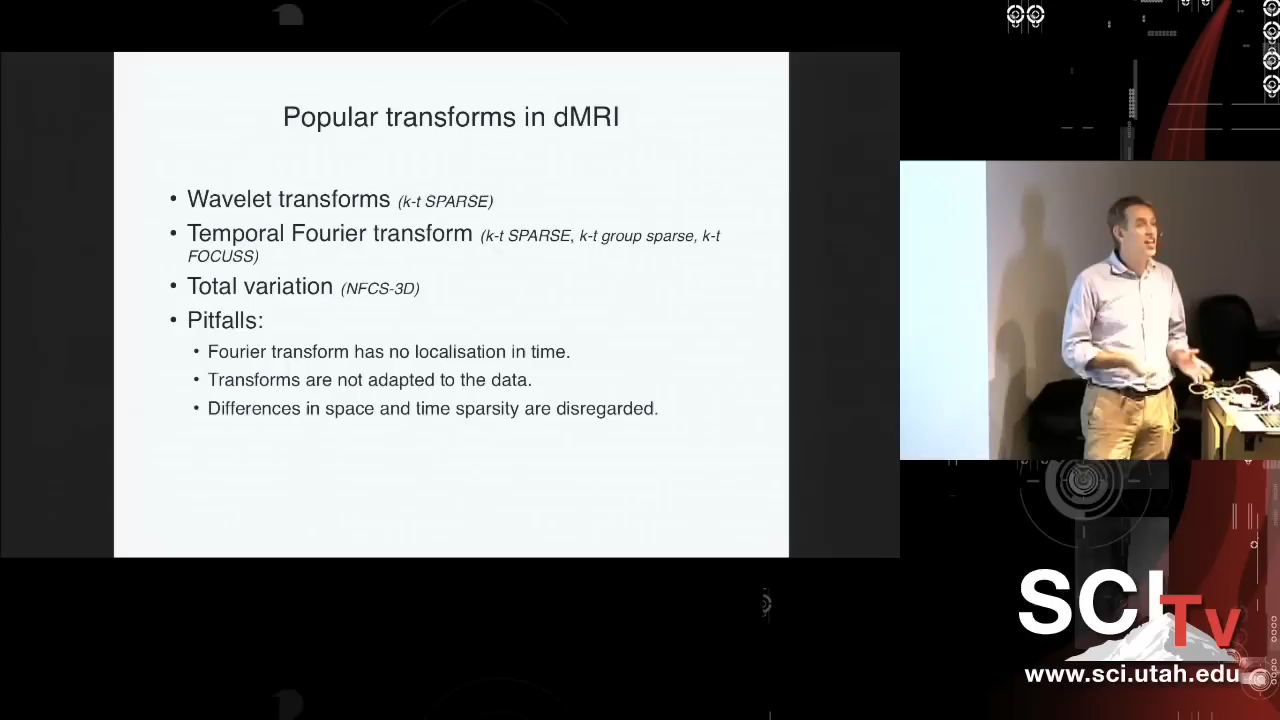 Popular transforms in dMRI
• Wavelet transforms (k-t SPARSE)
• Temporal Fourier transform (k-t SPARSE, k-t group sparse, k-t
FOCUSS)
• Total variation (NFCS-3D)
• Pitfalls:
• Fourier transform has no localisation in time.
• Transforms are not adapted to the data.
• Differences in space and time sparsity are disregarded.
SCI
TV
www.sci.utah.edu